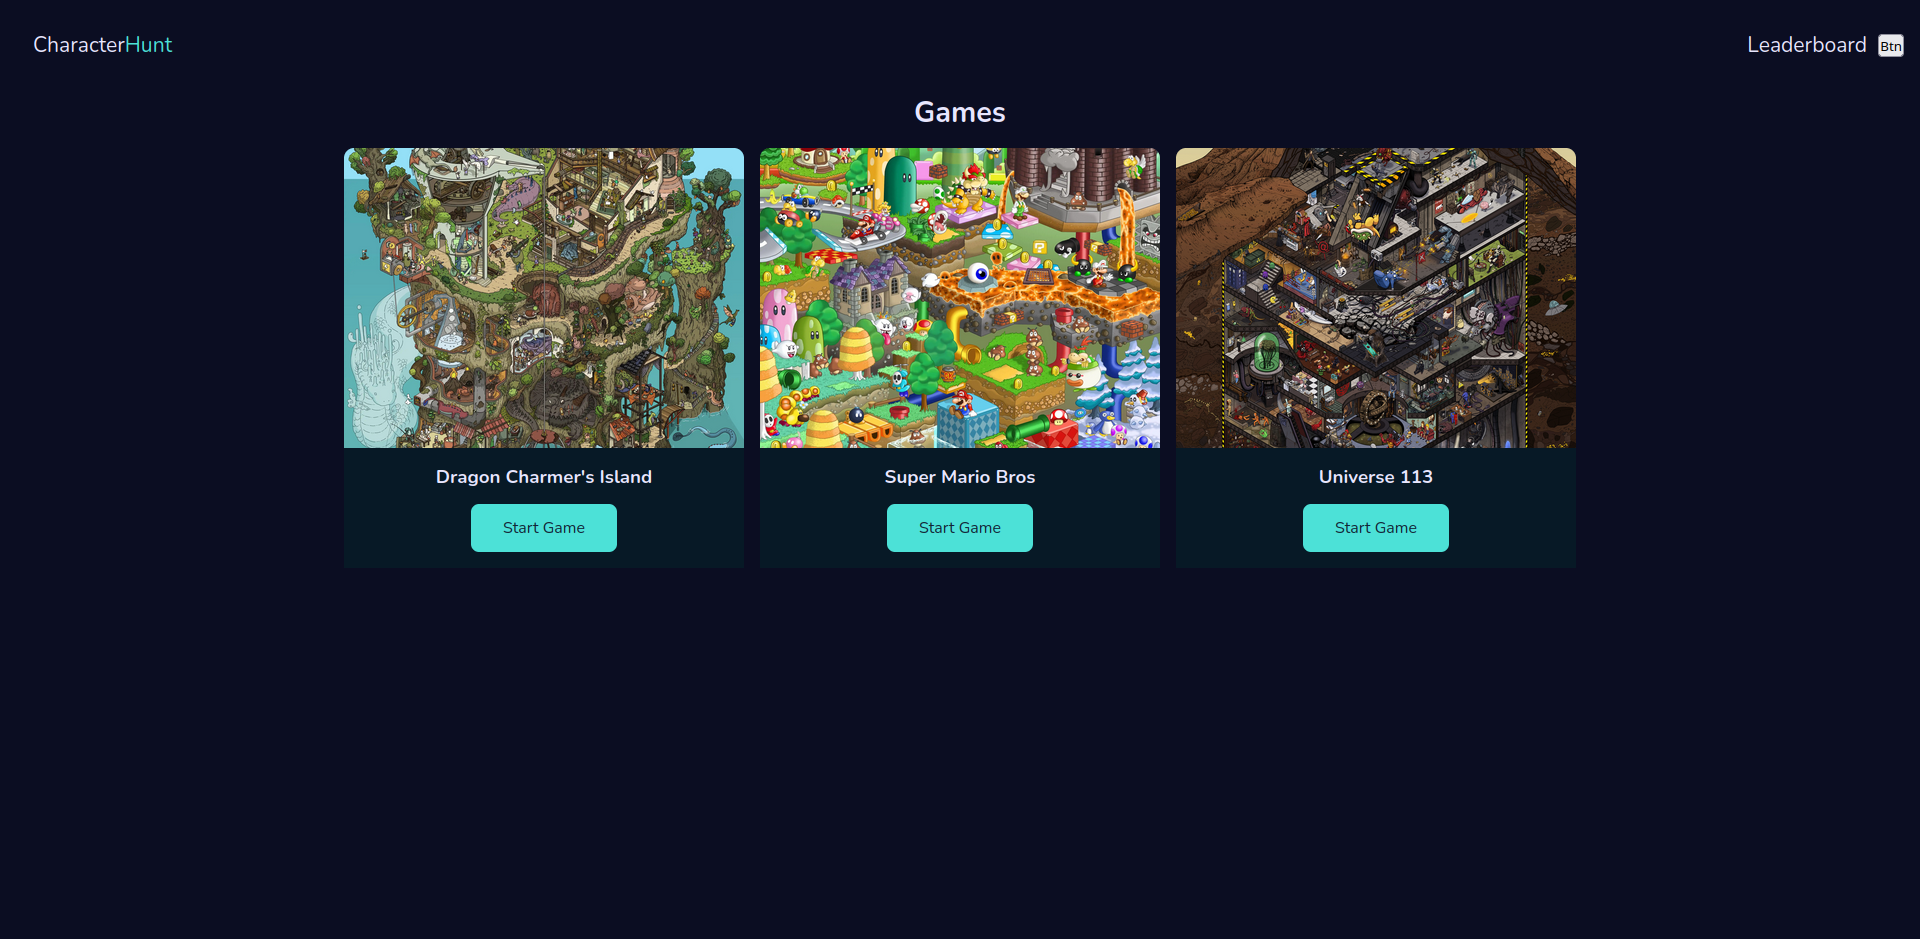 CharacterHunt
Leaderboard Btn
Games
Dragon Charmer's Island
Start Game
Super Mario Bros
Start Game
Universe 113
Start Game